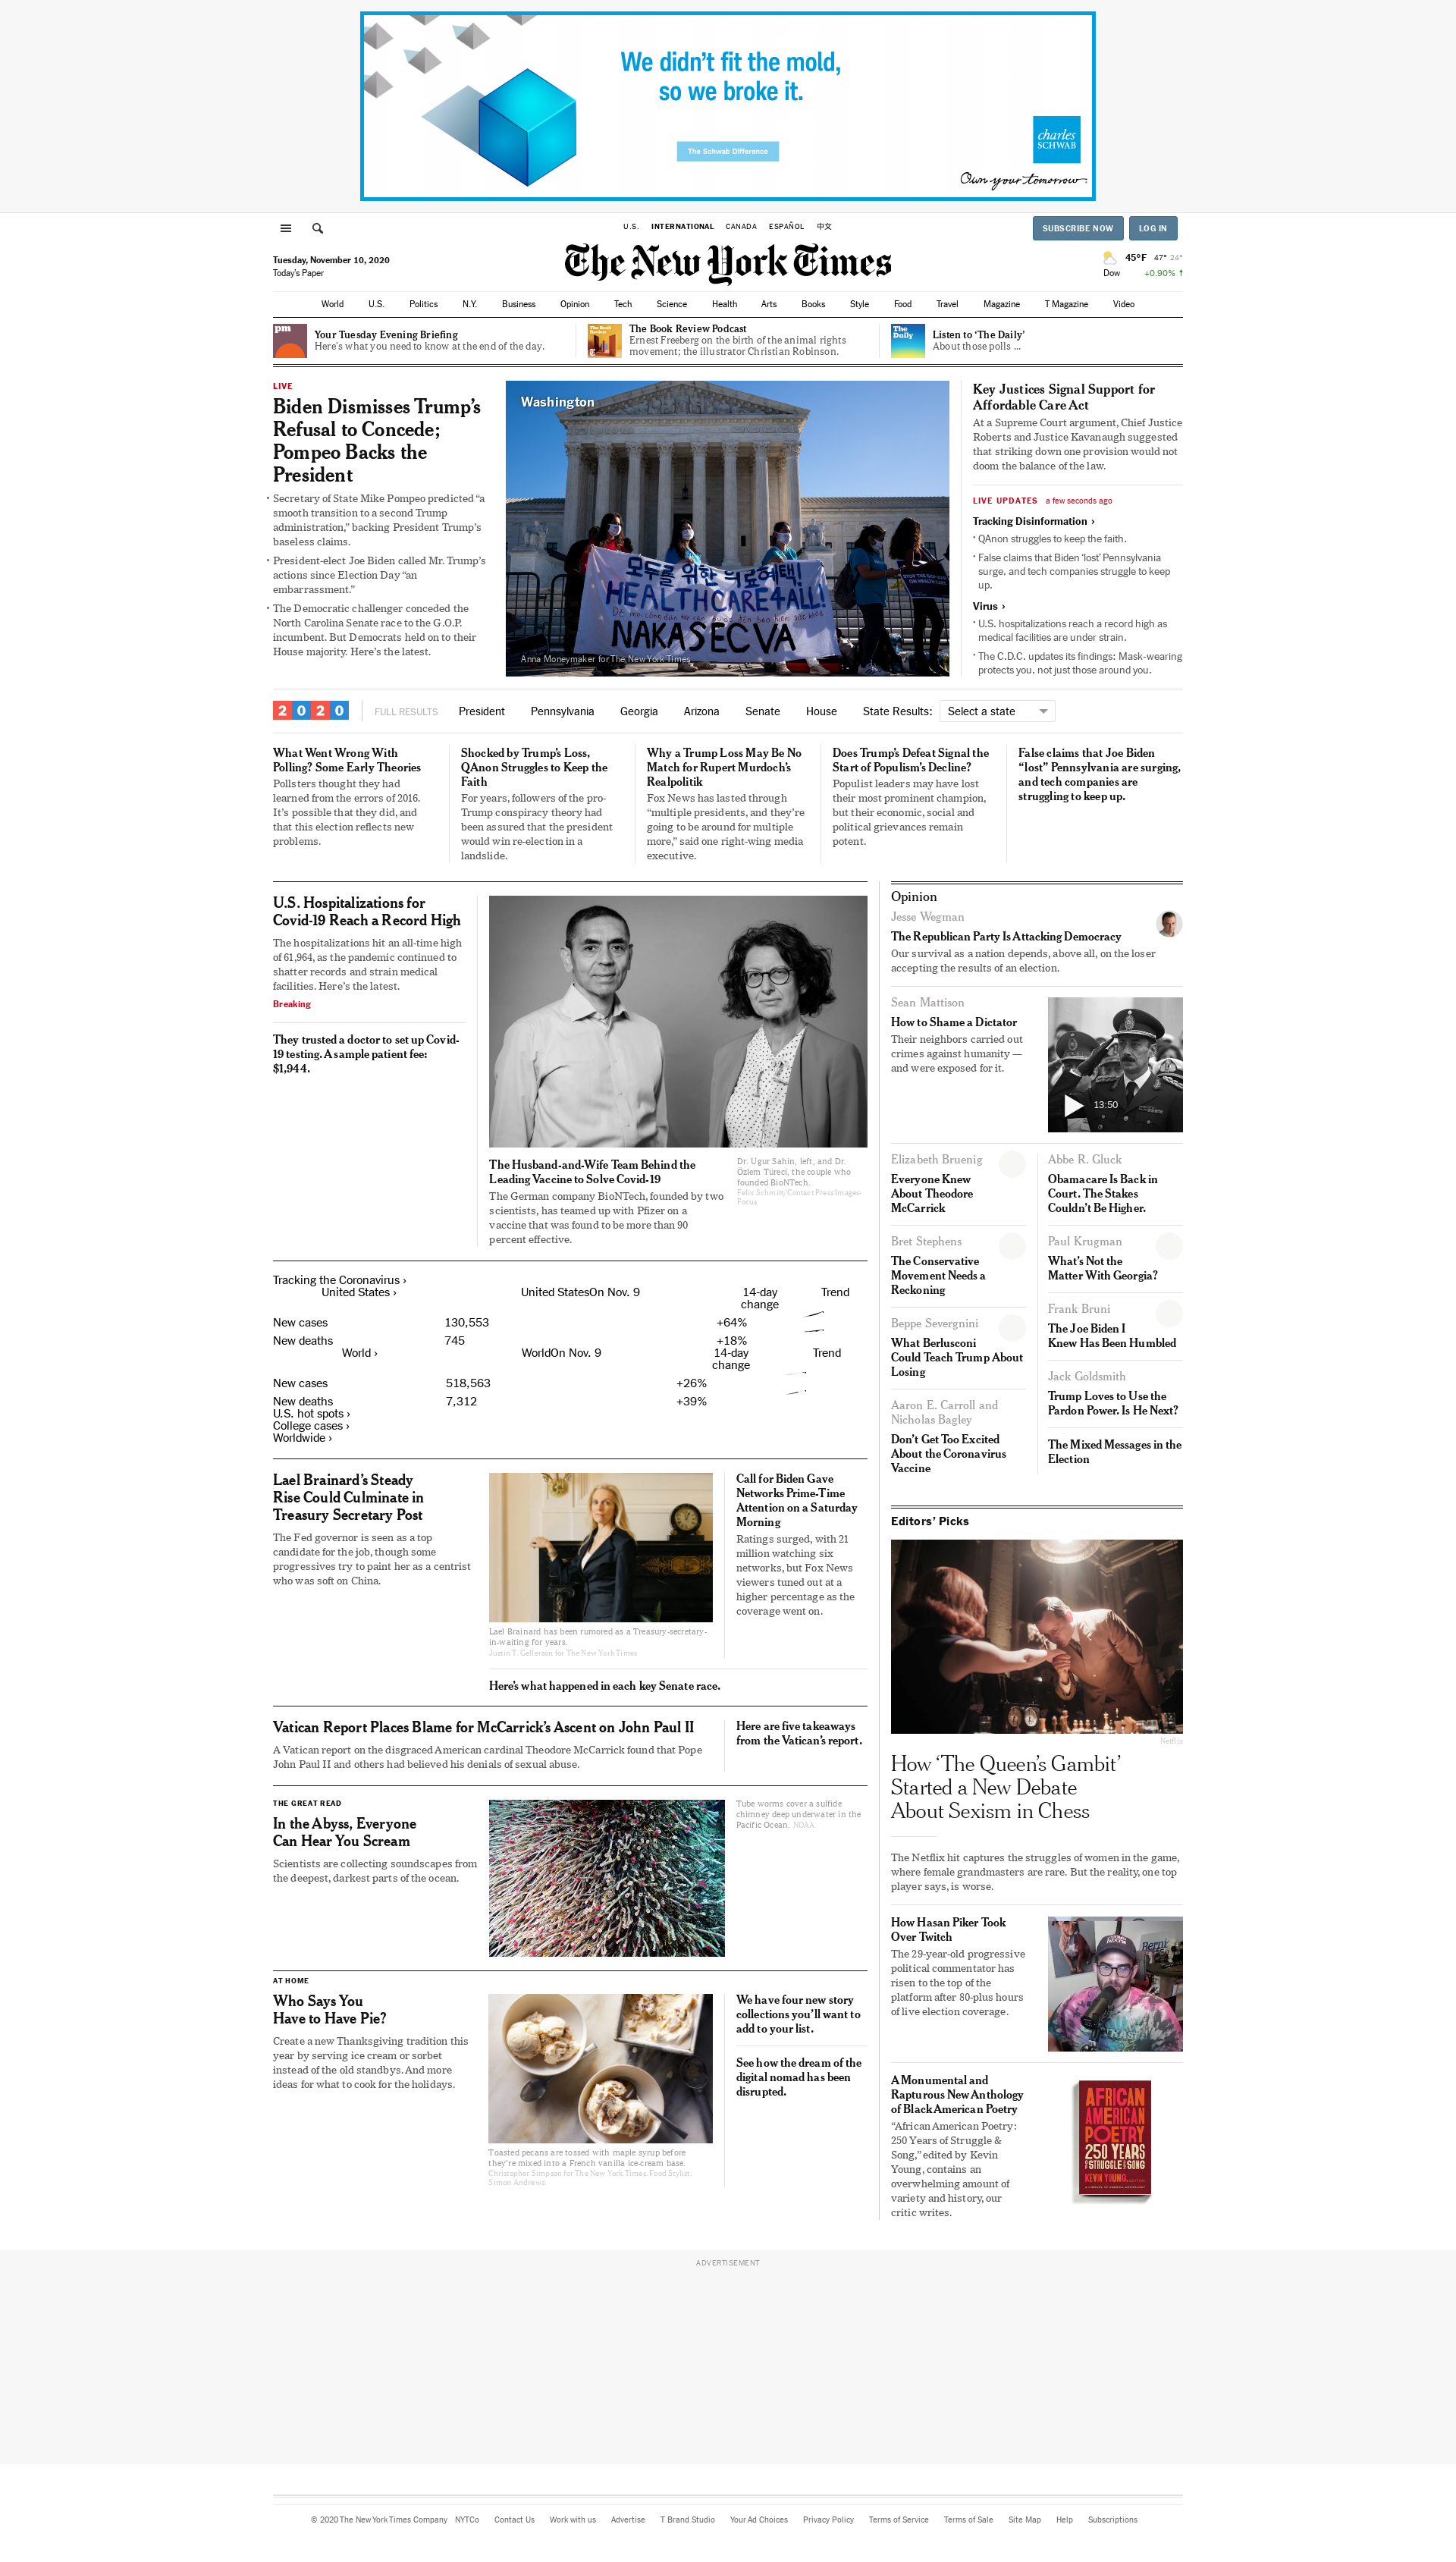 We didn't fit the mold,
so we broke it.
The Schwab Difference
charles
SCHWAB
Own your tomorrow.
U.S. INTERNATIONAL CANADA ESPAÑOL 中文
SUBSCRIBE NOW LOG IN
Tuesday, November 10, 2020
Today's Paper
The New York Times
45°F 47° 24°
Dow +0.90% ↑
World U.S. Politics N.Y. Business Opinion Tech Science Health Arts Books Style Food Travel Magazine T Magazine Video
pm
Your Tuesday Evening Briefing
Here's what you need to know at the end of the day.
The Book Review
The Book Review Podcast
Ernest Freeberg on the birth of the animal rights
movement; the illustrator Christian Robinson.
The Daily
Listen to 'The Daily'
About those polls ...
LIVE
Biden Dismisses Trump's
Refusal to Concede;
Pompeo Backs the
President
• Secretary of State Mike Pompeo predicted “a
smooth transition to a second Trump
administration,” backing President Trump's
baseless claims.
• President-elect Joe Biden called Mr. Trump's
actions since Election Day “an
embarrassment.”
• The Democratic challenger conceded the
North Carolina Senate race to the G.O.P.
incumbent. But Democrats held on to their
House majority. Here's the latest.
Washington
모두를 위한 의료혜택!
HEALTHCARE4ALL!
NAKASECVA
Anna Moneymaker for The New York Times
Key Justices Signal Support for
Affordable Care Act
At a Supreme Court argument, Chief Justice
Roberts and Justice Kavanaugh suggested
that striking down one provision would not
doom the balance of the law.
LIVE UPDATES a few seconds ago
Tracking Disinformation ›
• QAnon struggles to keep the faith.
• False claims that Biden 'lost' Pennsylvania
surge, and tech companies struggle to keep
up.
Virus ›
• U.S. hospitalizations reach a record high as
medical facilities are under strain.
• The C.D.C. updates its findings: Mask-wearing
protects you, not just those around you.
2020 FULL RESULTS President Pennsylvania Georgia Arizona Senate House State Results: Select a state
What Went Wrong With
Polling? Some Early Theories
Pollsters thought they had
learned from the errors of 2016.
It's possible that they did, and
that this election reflects new
problems.
Shocked by Trump's Loss,
QAnon Struggles to Keep the
Faith
For years, followers of the pro-
Trump conspiracy theory had
been assured that the president
would win re-election in a
landslide.
Why a Trump Loss May Be No
Match for Rupert Murdoch's
Realpolitik
Fox News has lasted through
“multiple presidents, and they're
going to be around for multiple
more,” said one right-wing media
executive.
Does Trump's Defeat Signal the
Start of Populism's Decline?
Populist leaders may have lost
their most prominent champion,
but their economic, social and
political grievances remain
potent.
False claims that Joe Biden
“lost” Pennsylvania are surging,
and tech companies are
struggling to keep up.
U.S. Hospitalizations for
Covid-19 Reach a Record High
The hospitalizations hit an all-time high
of 61,964, as the pandemic continued to
shatter records and strain medical
facilities. Here's the latest.
Breaking
They trusted a doctor to set up Covid-
19 testing. A sample patient fee:
$1,944.
The Husband-and-Wife Team Behind the
Leading Vaccine to Solve Covid-19
The German company BioNTech, founded by two
scientists, has teamed up with Pfizer on a
vaccine that was found to be more than 90
percent effective.
Dr. Ugur Sahin, left, and Dr.
Özlem Türeci, the couple who
founded BioNTech.
Felix Schmitt/Contact Press Images-
Focus
Tracking the Coronavirus ›
United States › United StatesOn Nov. 9 14-day
change Trend
New cases 130,553 +64%
New deaths 745 +18%
World › WorldOn Nov. 9 14-day
change Trend
New cases 518,563 +26%
New deaths 7,312 +39%
U.S. hot spots ›
College cases ›
Worldwide ›
Lael Brainard's Steady
Rise Could Culminate in
Treasury Secretary Post
The Fed governor is seen as a top
candidate for the job, though some
progressives try to paint her as a centrist
who was soft on China.
Lael Brainard has been rumored as a Treasury-secretary-
in-waiting for years.
Justin T. Gellerson for The New York Times
Call for Biden Gave
Networks Prime-Time
Attention on a Saturday
Morning
Ratings surged, with 21
million watching six
networks, but Fox News
viewers tuned out at a
higher percentage as the
coverage went on.
Here's what happened in each key Senate race.
Vatican Report Places Blame for McCarrick's Ascent on John Paul II
A Vatican report on the disgraced American cardinal Theodore McCarrick found that Pope
John Paul II and others had believed his denials of sexual abuse.
Here are five takeaways
from the Vatican's report.
THE GREAT READ
In the Abyss, Everyone
Can Hear You Scream
Scientists are collecting soundscapes from
the deepest, darkest parts of the ocean.
Tube worms cover a sulfide
chimney deep underwater in the
Pacific Ocean. NOAA
AT HOME
Who Says You
Have to Have Pie?
Create a new Thanksgiving tradition this
year by serving ice cream or sorbet
instead of the old standbys. And more
ideas for what to cook for the holidays.
Toasted pecans are tossed with maple syrup before
they're mixed into a French vanilla ice-cream base.
Christopher Simpson for The New York Times. Food Stylist:
Simon Andrews.
We have four new story
collections you'll want to
add to your list.
See how the dream of the
digital nomad has been
disrupted.
Opinion
Jesse Wegman
The Republican Party Is Attacking Democracy
Our survival as a nation depends, above all, on the loser
accepting the results of an election.
Sean Mattison
How to Shame a Dictator
Their neighbors carried out
crimes against humanity —
and were exposed for it.
13:50
Elizabeth Bruenig
Everyone Knew
About Theodore
McCarrick
Bret Stephens
The Conservative
Movement Needs a
Reckoning
Beppe Severgnini
What Berlusconi
Could Teach Trump About
Losing
Aaron E. Carroll and
Nicholas Bagley
Don't Get Too Excited
About the Coronavirus
Vaccine
Abbe R. Gluck
Obamacare Is Back in
Court. The Stakes
Couldn't Be Higher.
Paul Krugman
What's Not the
Matter With Georgia?
Frank Bruni
The Joe Biden I
Knew Has Been Humbled
Jack Goldsmith
Trump Loves to Use the
Pardon Power. Is He Next?
The Mixed Messages in the
Election
Editors' Picks
Netflix
How 'The Queen's Gambit'
Started a New Debate
About Sexism in Chess
The Netflix hit captures the struggles of women in the game,
where female grandmasters are rare. But the reality, one top
player says, is worse.
How Hasan Piker Took
Over Twitch
The 29-year-old progressive
political commentator has
risen to the top of the
platform after 80-plus hours
of live election coverage.
Berni
A Monumental and
Rapturous New Anthology
of Black American Poetry
“African American Poetry:
250 Years of Struggle &
Song,” edited by Kevin
Young, contains an
overwhelming amount of
variety and history, our
critic writes.
AFRICAN
AMERICAN
POETRY
250 YEARS
OF STRUGGLE & SONG
KEVIN YOUNG,
ADVERTISEMENT
© 2020 The New York Times Company NYTCo Contact Us Work with us Advertise T Brand Studio Your Ad Choices Privacy Policy Terms of Service Terms of Sale Site Map Help Subscriptions